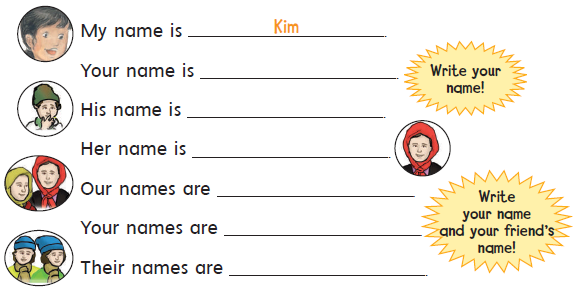 My name is Kim.
Your name is .
Write your
name!
His name is .
Her name is .
Our names are
Your names are
Write
your name
and your friend's
name!
Their names are .